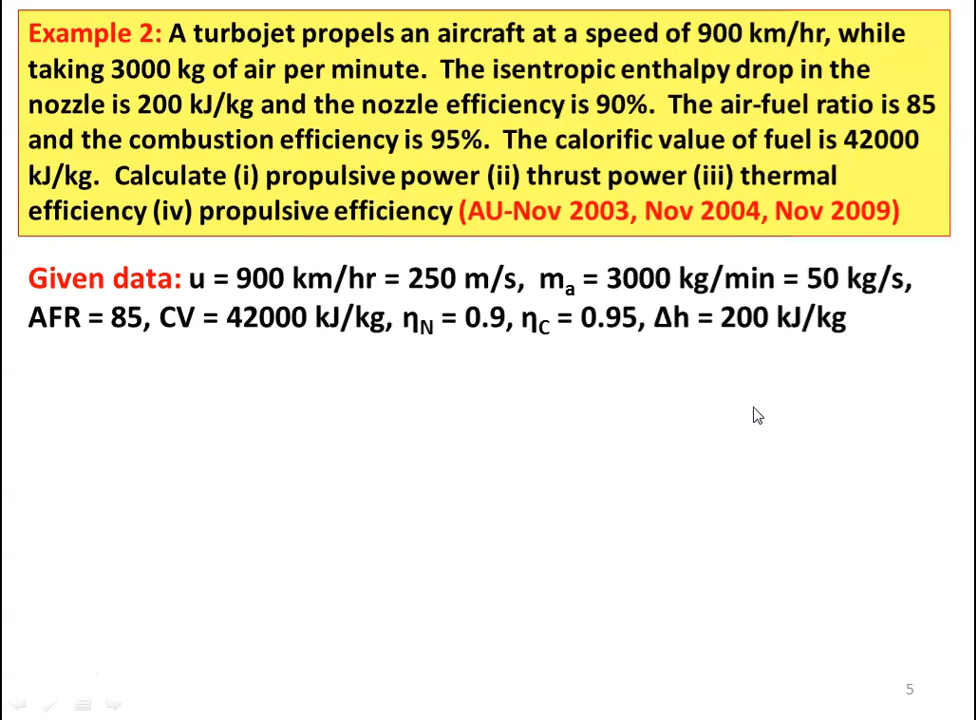 Example 2: A turbojet propels an aircraft at a speed of 900 km/hr, while
taking 3000 kg of air per minute. The isentropic enthalpy drop in the
nozzle is 200 kJ/kg and the nozzle efficiency is 90%. The air-fuel ratio is 85
and the combustion efficiency is 95%. The calorific value of fuel is 42000
kJ/kg. Calculate (i) propulsive power (ii) thrust power (iii) thermal
efficiency (iv) propulsive efficiency (AU-Nov 2003, Nov 2004, Nov 2009)
Given data: u = 900 km/hr = 250 m/s, mₐ = 3000 kg/min = 50 kg/s,
AFR = 85, CV = 42000 kJ/kg, ηN = 0.9, ηC = 0.95, Δh = 200 kJ/kg
5